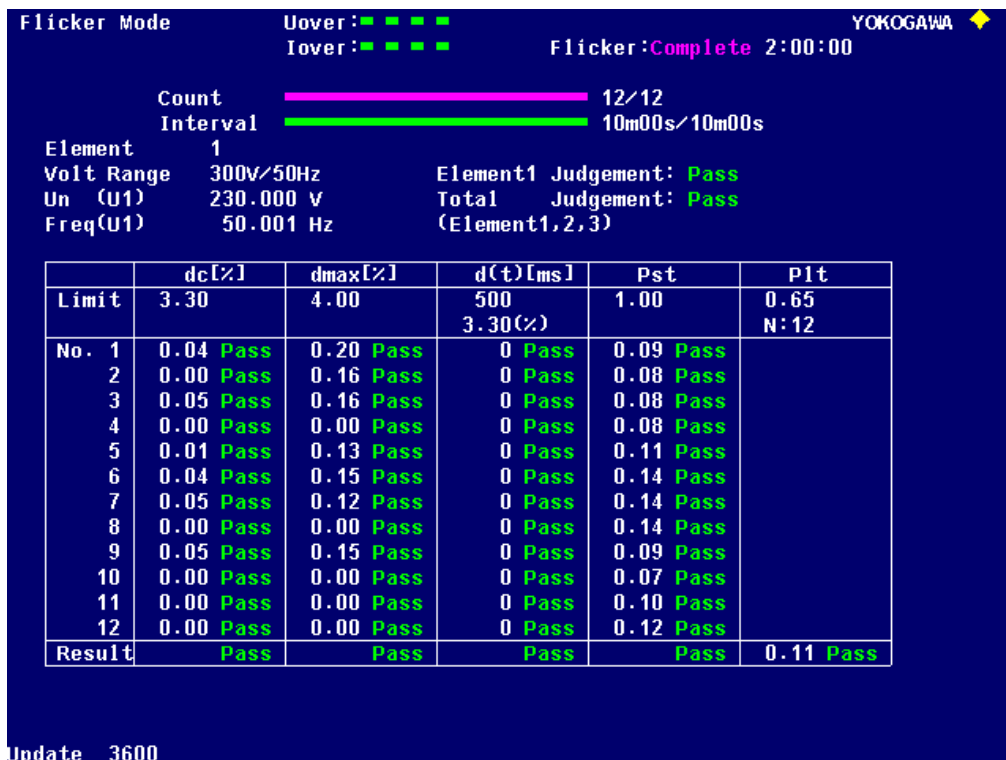 Flicker Mode Uover: YOKOGAWA
Iover: Flicker:Complete 2:00:00
Count 12/12
Interval 10m00s/10m00s
Element 1
Volt Range 300V/50Hz Element1 Judgement: Pass
Un (U1) 230.000 V Total Judgement: Pass
Freq(U1) 50.001 Hz (Element1,2,3)
dc[%] dmax[%] d(t)[ms] Pst Plt
Limit 3.30 4.00 500 1.00 0.65
3.30(%) N:12
No. 1 0.04 Pass 0.20 Pass 0 Pass 0.09 Pass
2 0.00 Pass 0.16 Pass 0 Pass 0.08 Pass
3 0.05 Pass 0.16 Pass 0 Pass 0.08 Pass
4 0.00 Pass 0.00 Pass 0 Pass 0.08 Pass
5 0.01 Pass 0.13 Pass 0 Pass 0.11 Pass
6 0.04 Pass 0.15 Pass 0 Pass 0.14 Pass
7 0.05 Pass 0.12 Pass 0 Pass 0.14 Pass
8 0.00 Pass 0.00 Pass 0 Pass 0.14 Pass
9 0.05 Pass 0.15 Pass 0 Pass 0.09 Pass
10 0.00 Pass 0.00 Pass 0 Pass 0.07 Pass
11 0.00 Pass 0.00 Pass 0 Pass 0.10 Pass
12 0.00 Pass 0.00 Pass 0 Pass 0.12 Pass
Result Pass Pass Pass Pass 0.11 Pass
Update 3600